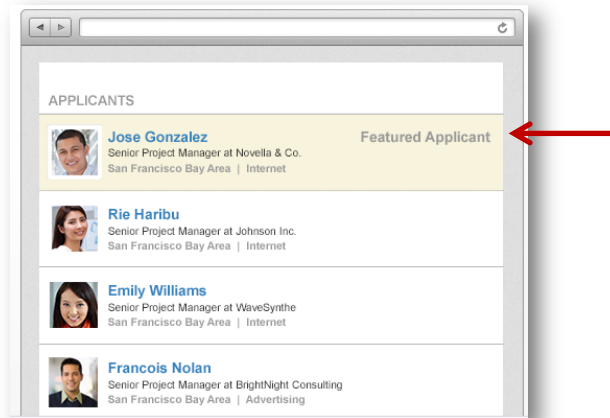 APPLICANTS
Jose Gonzalez
Featured Applicant
Senior Project Manager at Novella & Co.
San Francisco Bay Area | Internet
Rie Haribu
Senior Project Manager at Johnson Inc.
San Francisco Bay Area | Internet
Emily Williams
Senior Project Manager at WaveSynthe
San Francisco Bay Area | Internet
Francois Nolan
Senior Project Manager at BrightNight Consulting
San Francisco Bay Area | Advertising